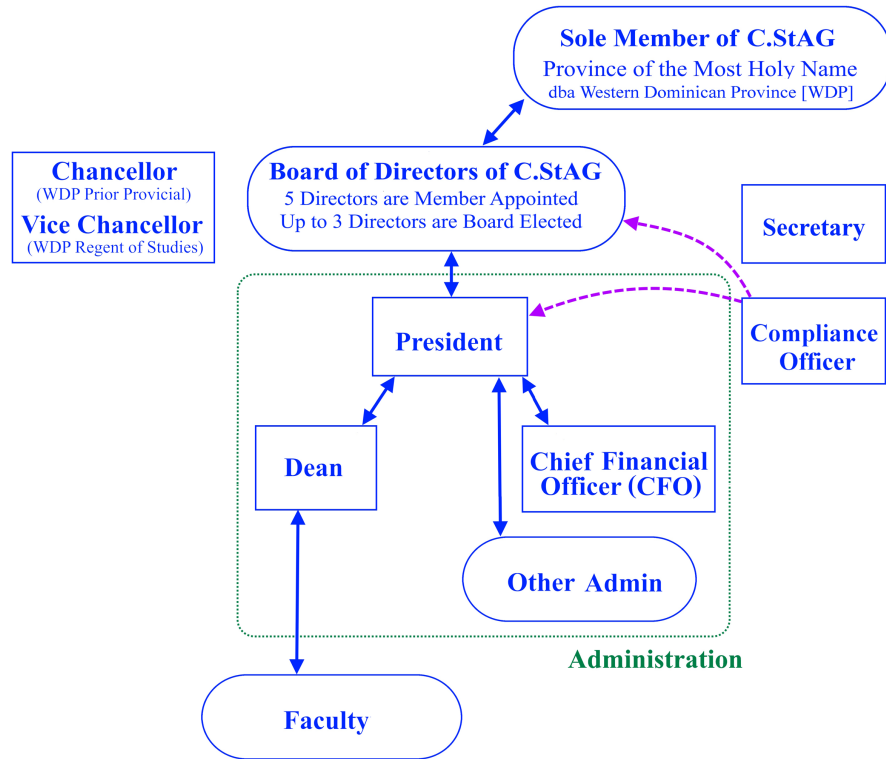 Sole Member of C.StAG
Province of the Most Holy Name
dba Western Dominican Province [WDP]
Board of Directors of C.StAG
5 Directors are Member Appointed
Up to 3 Directors are Board Elected
Chancellor
(WDP Prior Provicial)
Vice Chancellor
(WDP Regent of Studies)
Secretary
Compliance
Officer
President
Dean
Chief Financial
Officer (CFO)
Other Admin
Administration
Faculty